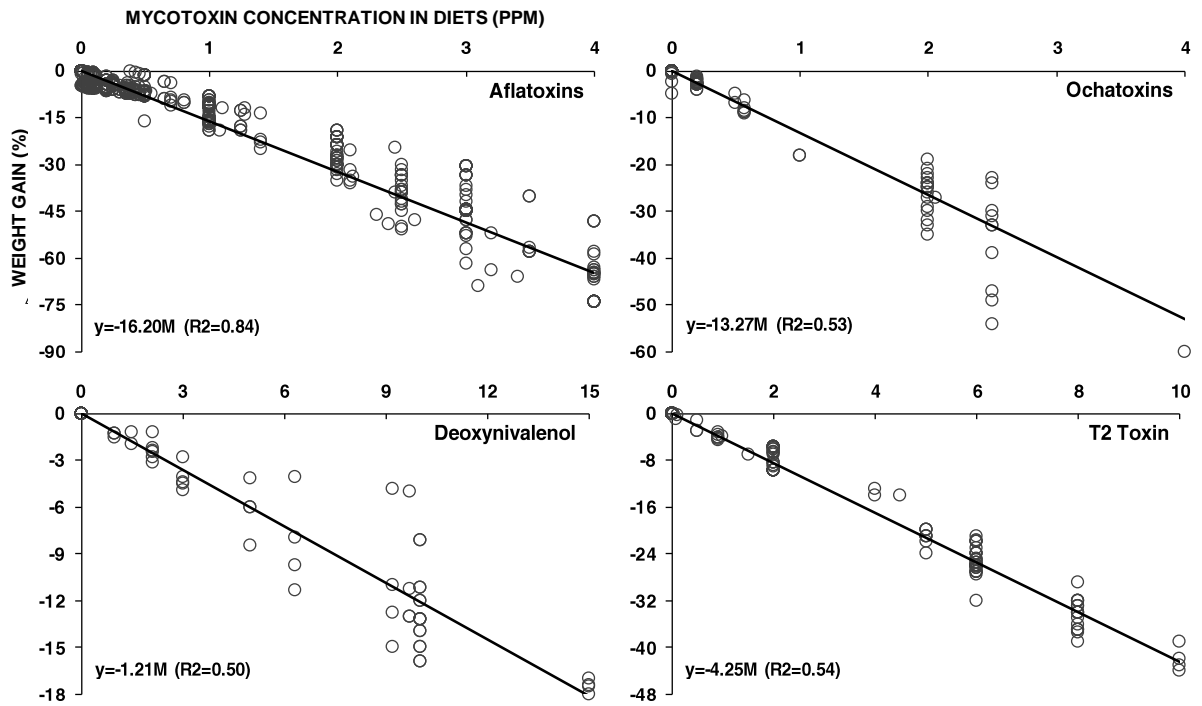 MYCOTOXIN CONCENTRATION IN DIETS (PPM)
0 1 2 3 4
0 1 2 3 4
WEIGHT GAIN (%)
0
-15
-30
-45
-60
-75
-90
Aflatoxins
y=-16.20M (R2=0.84)
0
-10
-20
-30
-40
-50
-60
Ochatoxins
y=-13.27M (R2=0.53)
0 3 6 9 12 15
0
-3
-6
-9
-12
-15
-18
Deoxynivalenol
y=-1.21M (R2=0.50)
0 2 4 6 8 10
0
-8
-16
-24
-32
-40
-48
T2 Toxin
y=-4.25M (R2=0.54)